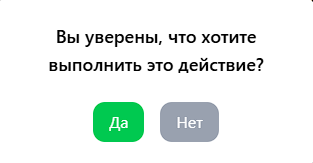 Вы уверены, что хотите
выполнить это действие?
Да Нет